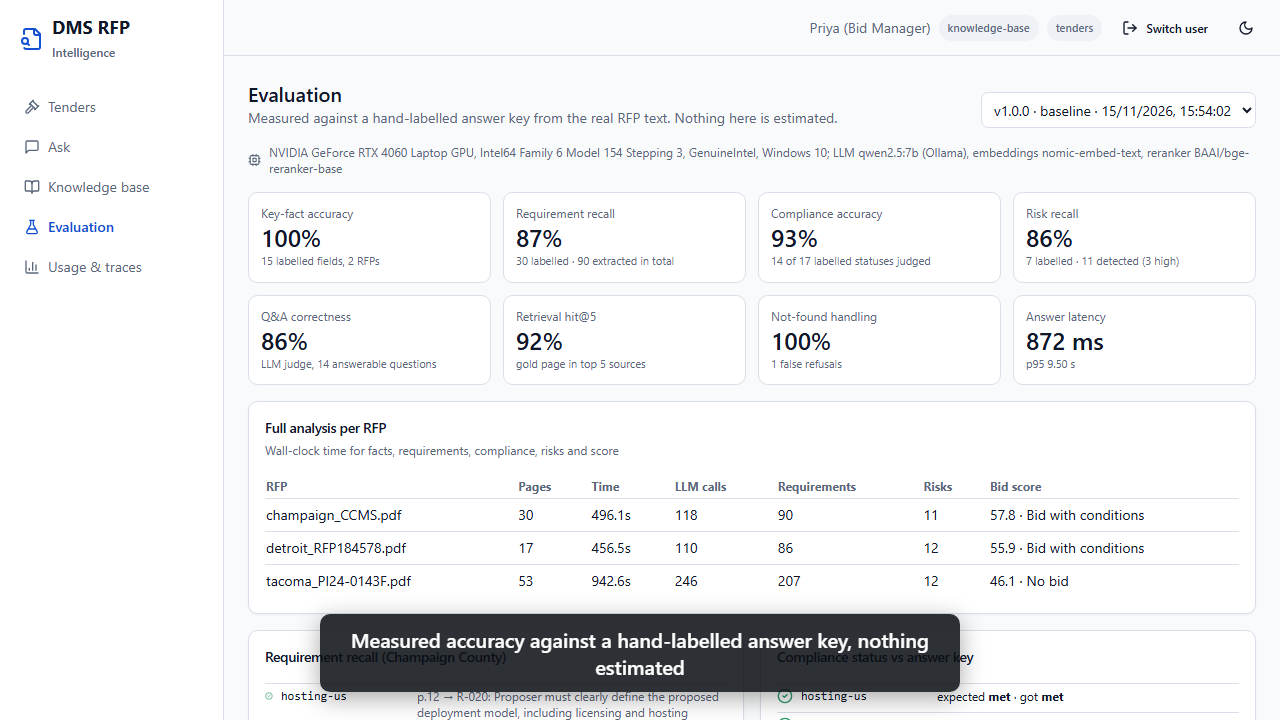 DMS RFP
Intelligence
Tenders
Ask
Knowledge base
Evaluation
Usage & traces
Priya (Bid Manager)
knowledge-base
tenders
Switch user
Evaluation
Measured against a hand-labelled answer key from the real RFP text. Nothing here is estimated.
v1.0.0 · baseline · 15/11/2026, 15:54:02
NVIDIA GeForce RTX 4060 Laptop GPU, Intel64 Family 6 Model 154 Stepping 3, GenuineIntel, Windows 10; LLM qwen2.5:7b (Ollama), embeddings nomic-embed-text, reranker BAAI/bge-
reranker-base
Key-fact accuracy
100%
15 labelled fields, 2 RFPs
Requirement recall
87%
30 labelled · 90 extracted in total
Compliance accuracy
93%
14 of 17 labelled statuses judged
Risk recall
86%
7 labelled · 11 detected (3 high)
Q&A correctness
86%
LLM judge, 14 answerable questions
Retrieval hit@5
92%
gold page in top 5 sources
Not-found handling
100%
1 false refusals
Answer latency
872 ms
p95 9.50 s
Full analysis per RFP
Wall-clock time for facts, requirements, compliance, risks and score
RFP Pages Time LLM calls Requirements Risks Bid score
champaign_CCMS.pdf 30 496.1s 118 90 11 57.8 · Bid with conditions
detroit_RFP184578.pdf 17 456.5s 110 86 12 55.9 · Bid with conditions
tacoma_PI24-0143F.pdf 53 942.6s 246 207 12 46.1 · No bid
Requirement recall (Champaign County)
hosting-us
p.12 → R-020: Proposer must clearly define the proposed
deployment model, including licensing and hosting
Compliance status vs answer key
hosting-us
expected met · got met
Measured accuracy against a hand-labelled answer key, nothing
estimated